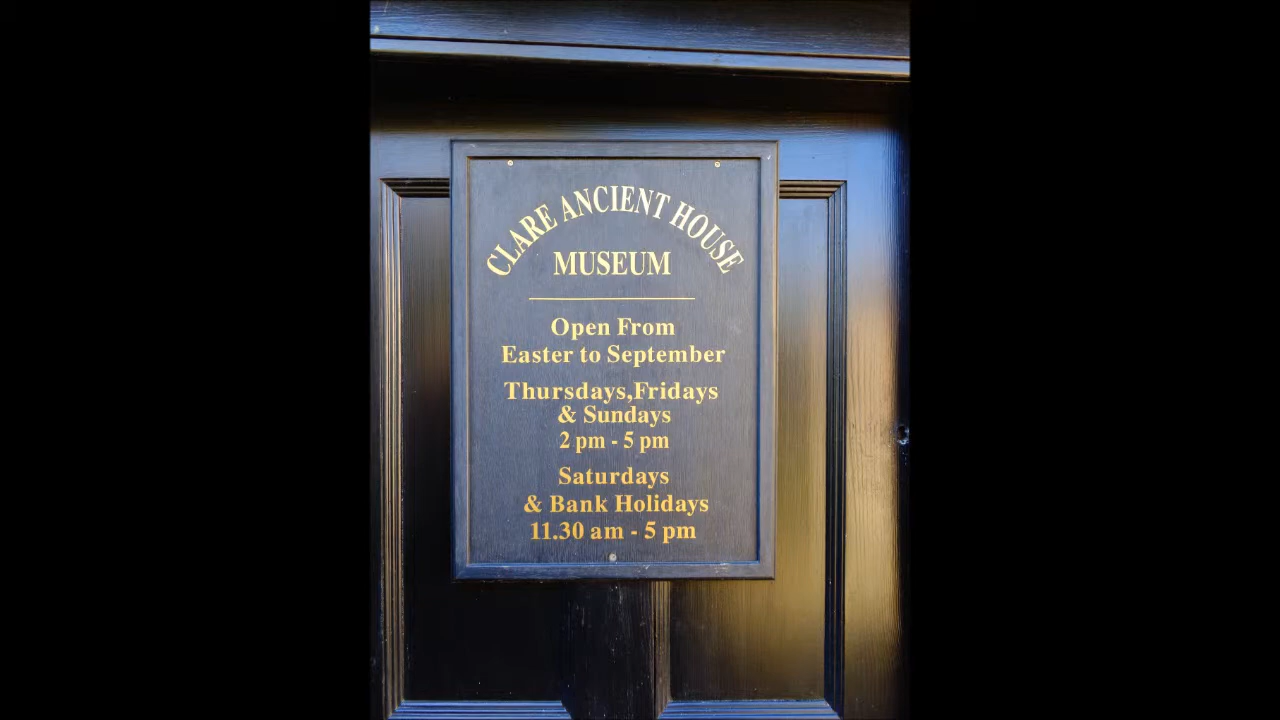 CLARE ANCIENT HOUSE
MUSEUM
Open From
Easter to September
Thursdays,Fridays
& Sundays
2 pm - 5 pm
Saturdays
& Bank Holidays
11.30 am - 5 pm